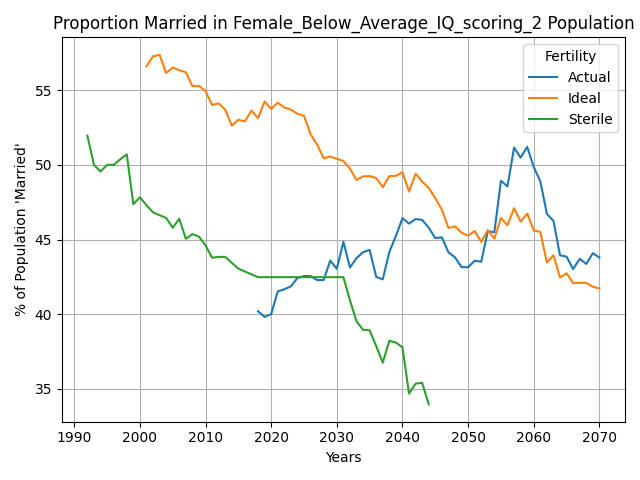 Proportion Married in Female_Below_Average_IQ_scoring_2 Population
Fertility
Actual
Ideal
Sterile
% of Population 'Married'
55
50
45
40
35
1990
2000
2010
2020
2030
2040
2050
2060
2070
Years